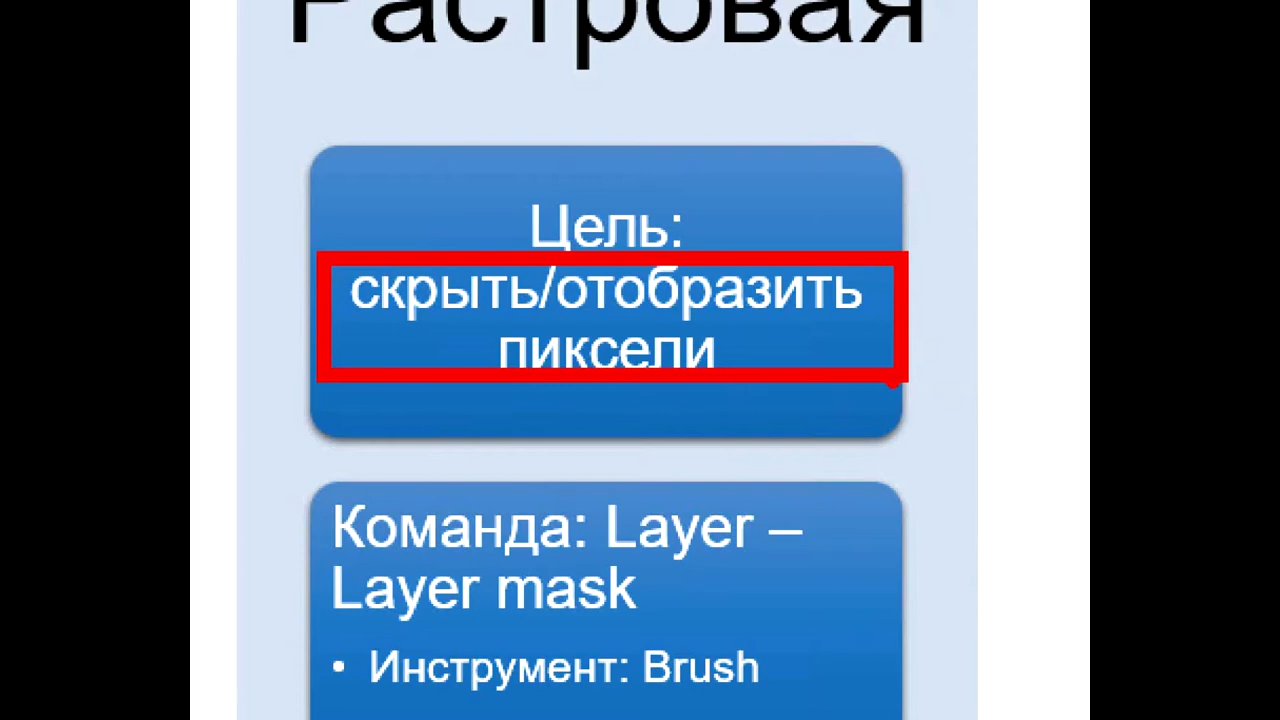 Растровая
Цель:
скрыть/отобразить
пиксели
Команда: Layer –
Layer mask
• Инструмент: Brush